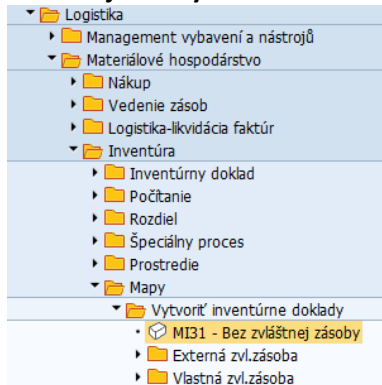 Logistika
Management vybavení a nástrojů
Materiálové hospodárstvo
Nákup
Vedenie zásob
Logistika-likvidácia faktúr
Inventúra
Inventúrny doklad
Počítanie
Rozdiel
Špeciálny proces
Prostredie
Mapy
Vytvoriť inventúrne doklady
MI31 - Bez zvláštnej zásoby
Externá zvl.zásoba
Vlastná zvl.zásoba